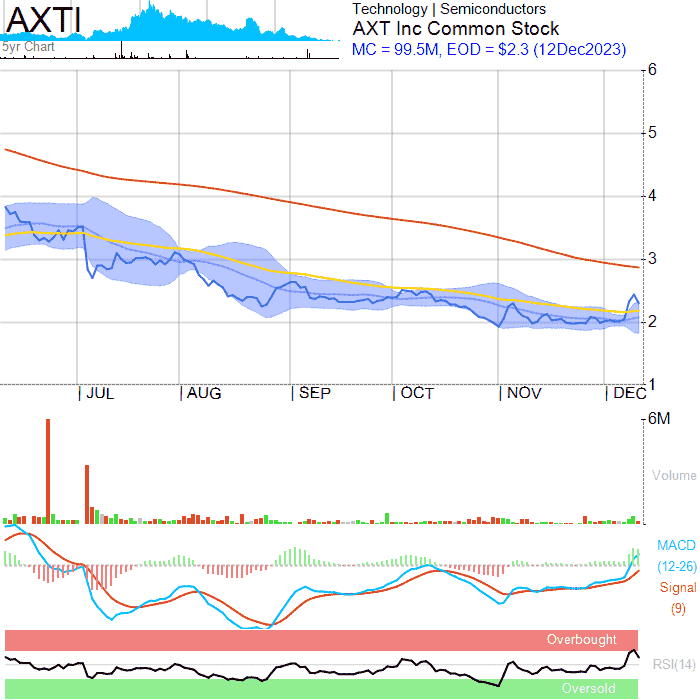 AXTI
5yr Chart
Technology | Semiconductors
AXT Inc Common Stock
MC = 99.5M, EOD = $2.3 (12Dec2023)
6
5
4
3
2
1
JUL
AUG
SEP
OCT
NOV
DEC
6M
Volume
MACD
(12-26)
Signal
(9)
Overbought
RSI(14)
Oversold